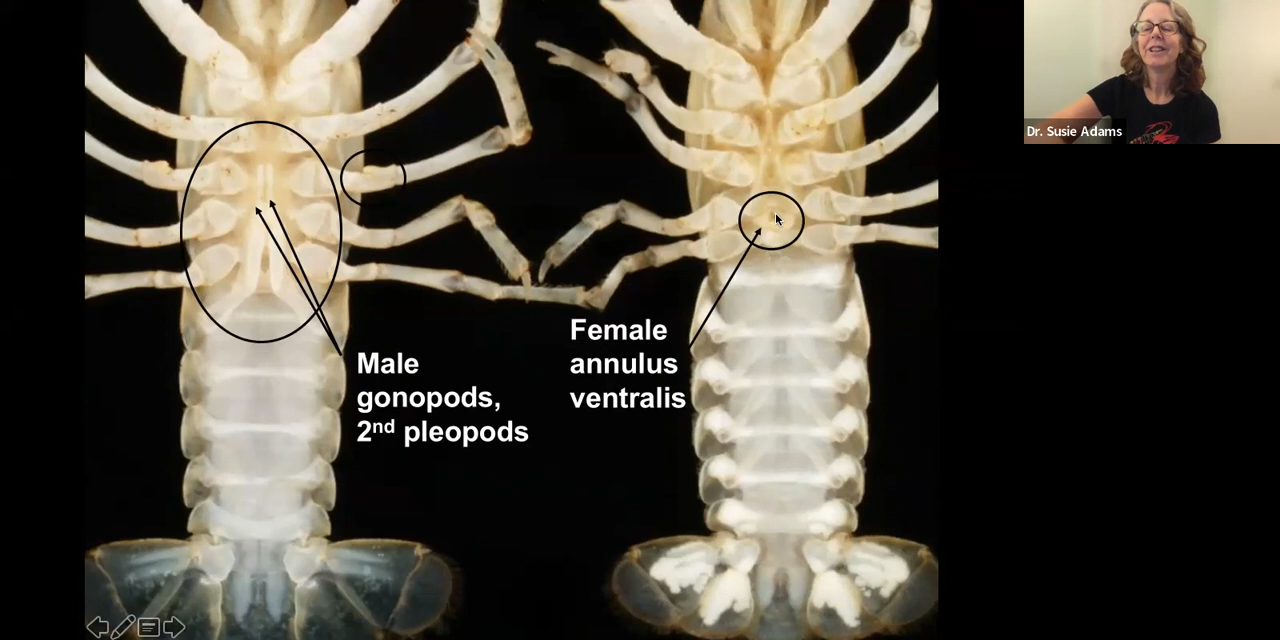 Dr. Susie Adams
Male
gonopods,
2nd pleopods
Female
annulus
ventralis